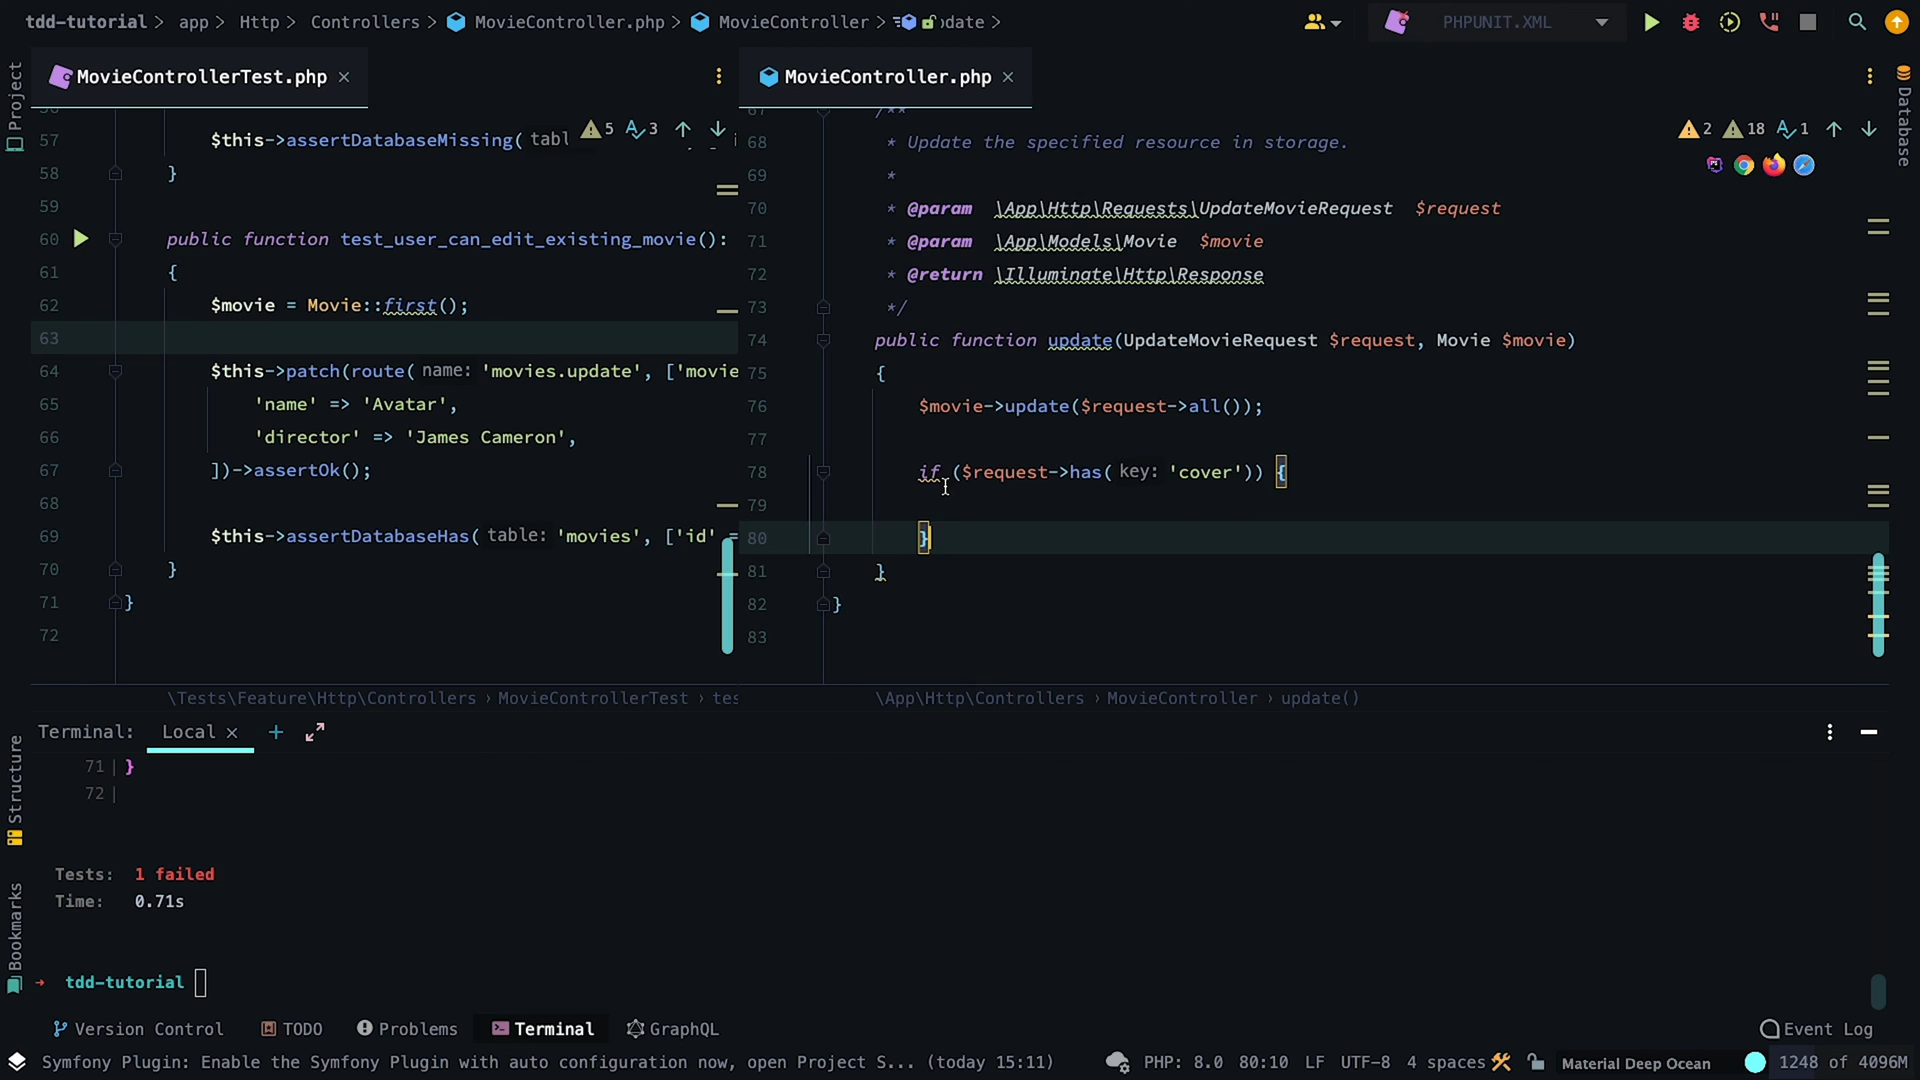 tdd-tutorial > app > Http > Controllers > MovieController.php > MovieController > update >
PHPUNIT.XML
Project
MovieControllerTest.php ×
MovieController.php ×
Database
57 $this->assertDatabaseMissing( table
5 3
58 }
59
60 public function test_user_can_edit_existing_movie():
61 {
62 $movie = Movie::first();
63
64 $this->patch(route( name: 'movies.update', ['movie
65 'name' => 'Avatar',
66 'director' => 'James Cameron',
67 ])->assertOk();
68
69 $this->assertDatabaseHas( table: 'movies', ['id' =
70 }
71 }
72
67 /**
2 18 1
68 * Update the specified resource in storage.
69 *
70 * @param \App\Http\Requests\UpdateMovieRequest $request
71 * @param \App\Models\Movie $movie
72 * @return \Illuminate\Http\Response
73 */
74 public function update(UpdateMovieRequest $request, Movie $movie)
75 {
76 $movie->update($request->all());
77
78 if ($request->has( key: 'cover')) {
79
80 }
81 }
82 }
83
\Tests\Feature\Http\Controllers › MovieControllerTest › tes
\App\Http\Controllers › MovieController › update()
Terminal: Local × +
Structure
Bookmarks
71 | }
72 |
Tests: 1 failed
Time: 0.71s
→ tdd-tutorial
Version Control TODO Problems Terminal GraphQL
Event Log
Symfony Plugin: Enable the Symfony Plugin with auto configuration now, open Project S... (today 15:11)
PHP: 8.0 80:10 LF UTF-8 4 spaces Material Deep Ocean 1248 of 4096M